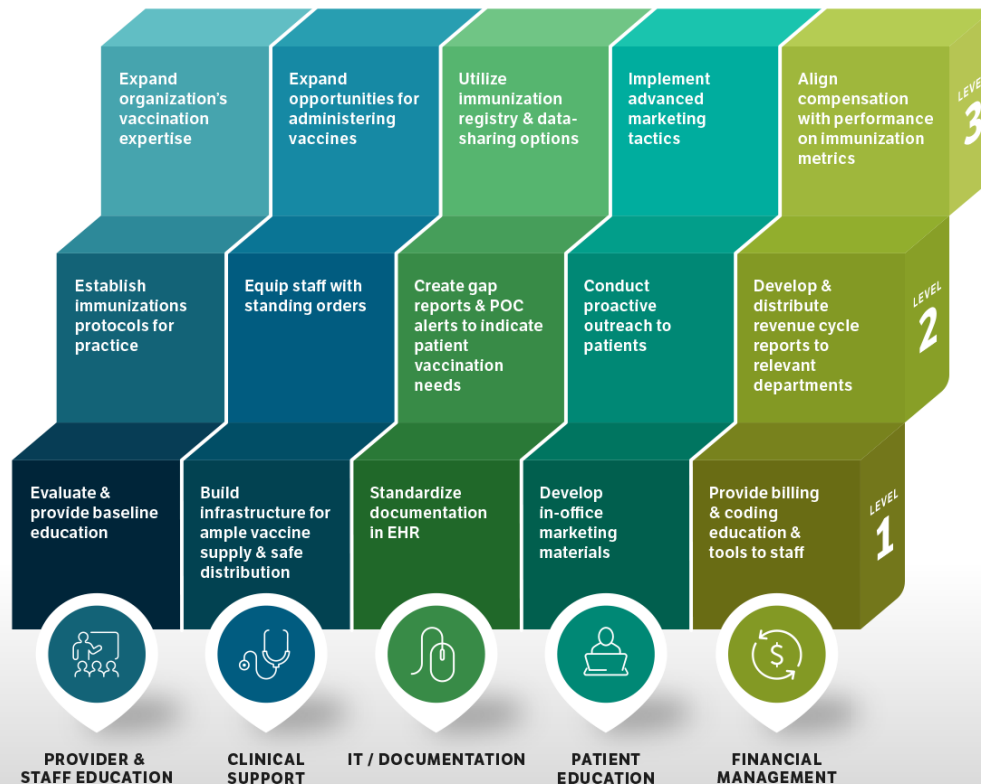 Expand
organization's
vaccination
expertise
Expand
opportunities for
administering
vaccines
Utilize
immunization
registry & data-
sharing options
Implement
advanced
marketing
tactics
Align
compensation
with performance
on immunization
metrics
LEVEL
3
Establish
immunizations
protocols for
practice
Equip staff with
standing orders
Create gap
reports & POC
alerts to indicate
patient
vaccination
needs
Conduct
proactive
outreach to
patients
Develop &
distribute
revenue cycle
reports to
relevant
departments
LEVEL
2
Evaluate &
provide baseline
education
Build
infrastructure for
ample vaccine
supply & safe
distribution
Standardize
documentation
in EHR
Develop
in-office
marketing
materials
Provide billing
& coding
education &
tools to staff
LEVEL
1
$
PROVIDER &
STAFF EDUCATION
CLINICAL
SUPPORT
IT / DOCUMENTATION
PATIENT
EDUCATION
FINANCIAL
MANAGEMENT